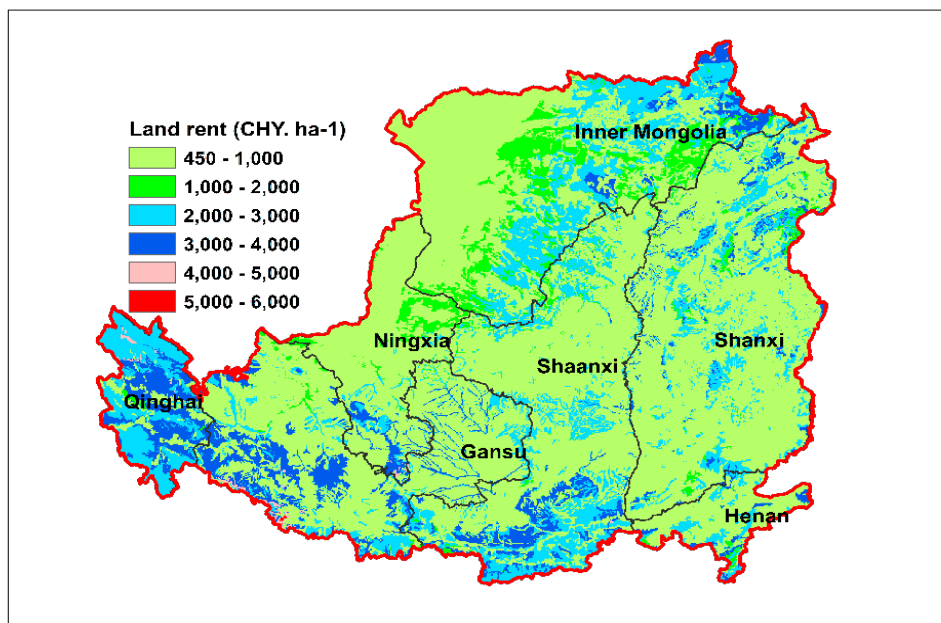 Land rent (CHY. ha-1)
450 - 1,000
1,000 - 2,000
2,000 - 3,000
3,000 - 4,000
4,000 - 5,000
5,000 - 6,000
Inner Mongolia
Ningxia
Shaanxi
Shanxi
Qinghai
Gansu
Henan